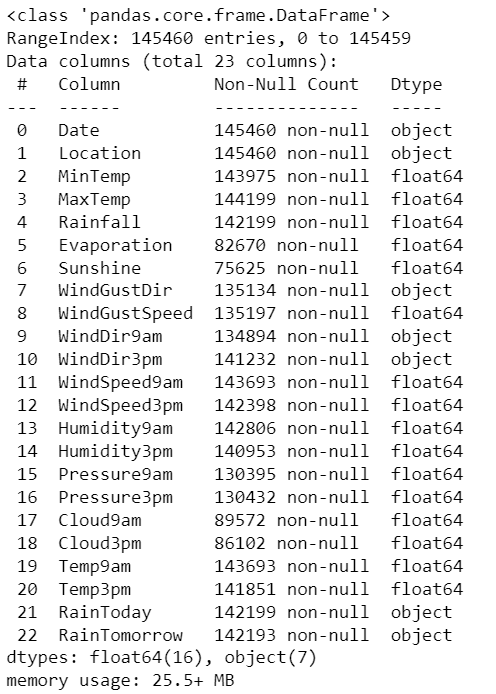 <class 'pandas.core.frame.DataFrame'>
RangeIndex: 145460 entries, 0 to 145459
Data columns (total 23 columns):
 #   Column         Non-Null Count   Dtype
---  ------         --------------   -----
 0   Date           145460 non-null  object
 1   Location       145460 non-null  object
 2   MinTemp        143975 non-null  float64
 3   MaxTemp        144199 non-null  float64
 4   Rainfall       142199 non-null  float64
 5   Evaporation    82670 non-null   float64
 6   Sunshine       75625 non-null   float64
 7   WindGustDir    135134 non-null  object
 8   WindGustSpeed  135197 non-null  float64
 9   WindDir9am     134894 non-null  object
 10  WindDir3pm     141232 non-null  object
 11  WindSpeed9am   143693 non-null  float64
 12  WindSpeed3pm   142398 non-null  float64
 13  Humidity9am    142806 non-null  float64
 14  Humidity3pm    140953 non-null  float64
 15  Pressure9am    130395 non-null  float64
 16  Pressure3pm    130432 non-null  float64
 17  Cloud9am       89572 non-null   float64
 18  Cloud3pm       86102 non-null   float64
 19  Temp9am        143693 non-null  float64
 20  Temp3pm        141851 non-null  float64
 21  RainToday      142199 non-null  object
 22  RainTomorrow   142193 non-null  object
dtypes: float64(16), object(7)
memory usage: 25.5+ MB